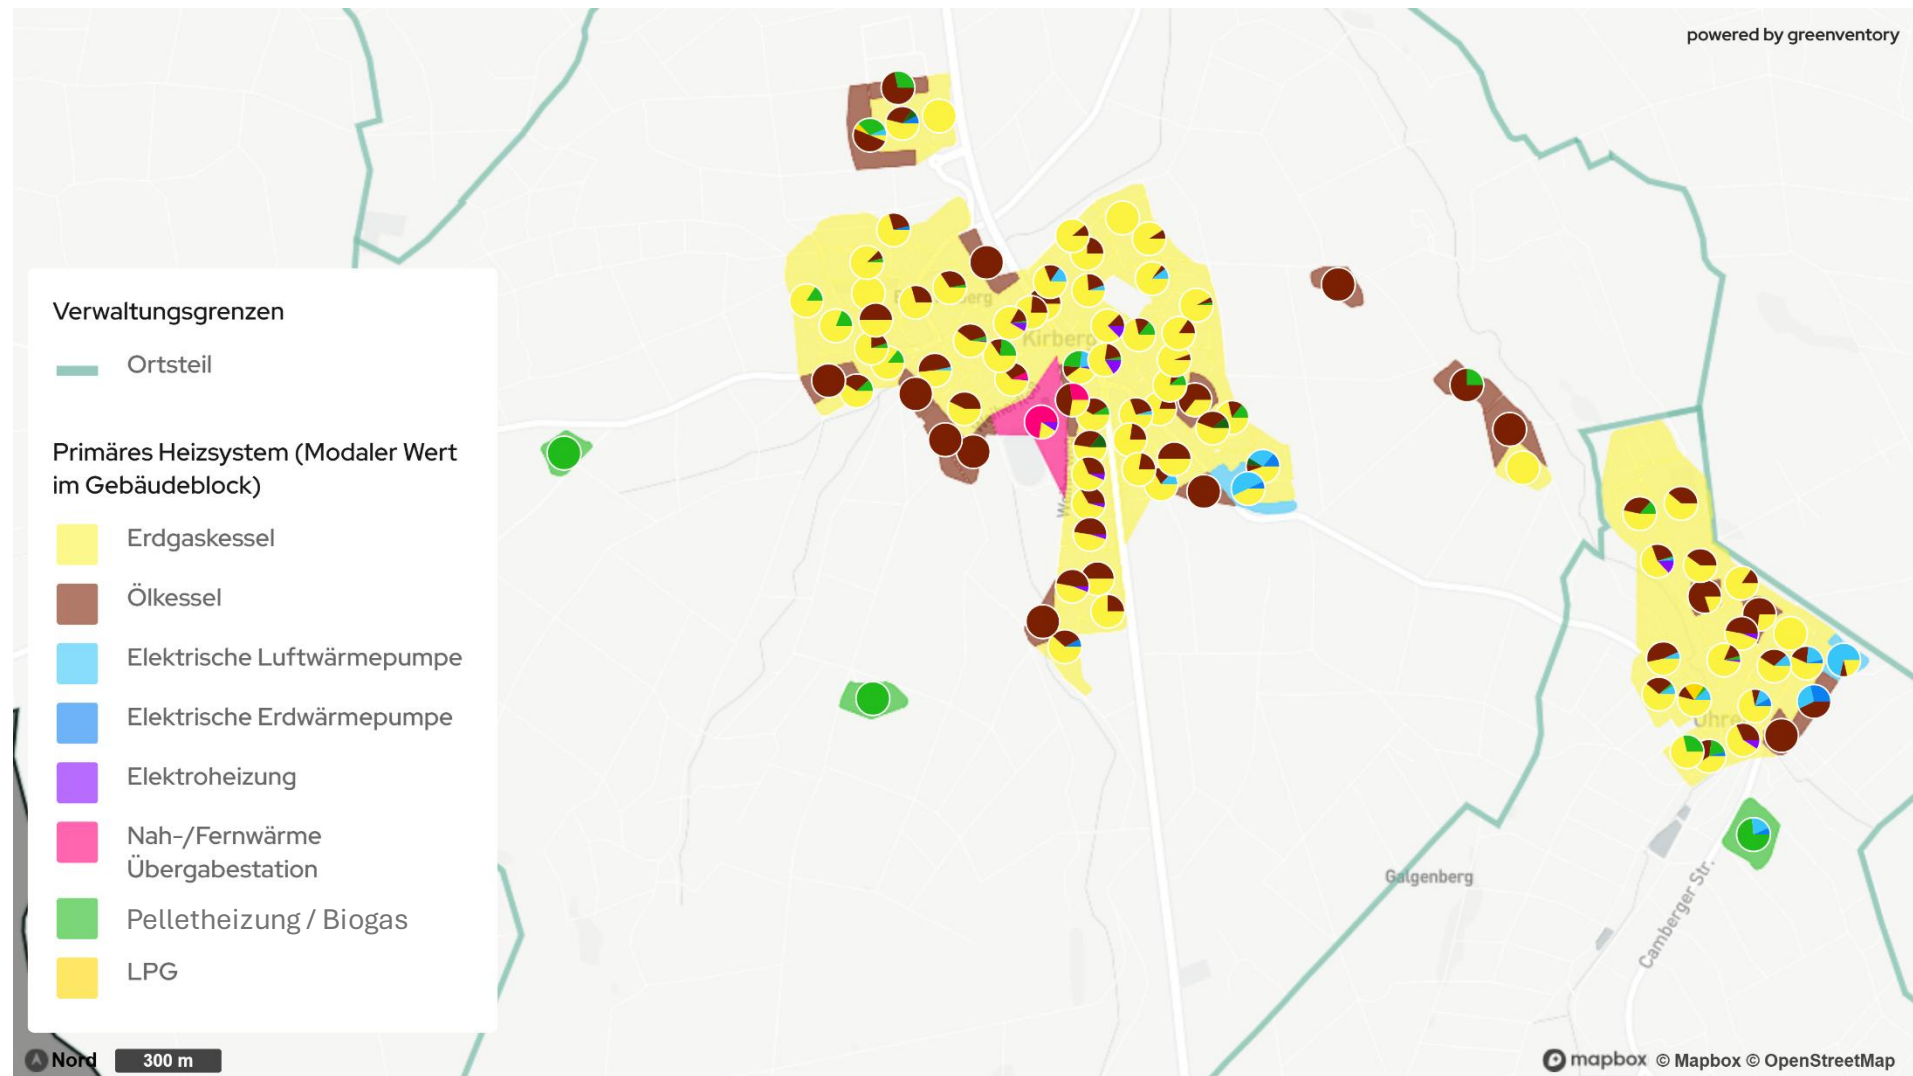 powered by greenventory
Verwaltungsgrenzen
Ortsteil
Primäres Heizsystem (Modaler Wert
im Gebäudeblock)
Erdgaskessel
Ölkessel
Elektrische Luftwärmepumpe
Elektrische Erdwärmepumpe
Elektroheizung
Nah-/Fernwärme
Übergabestation
Pelletheizung / Biogas
LPG
Kirberg
Galgenberg
Camberger Str.
Nord
300 m
mapbox © Mapbox © OpenStreetMap